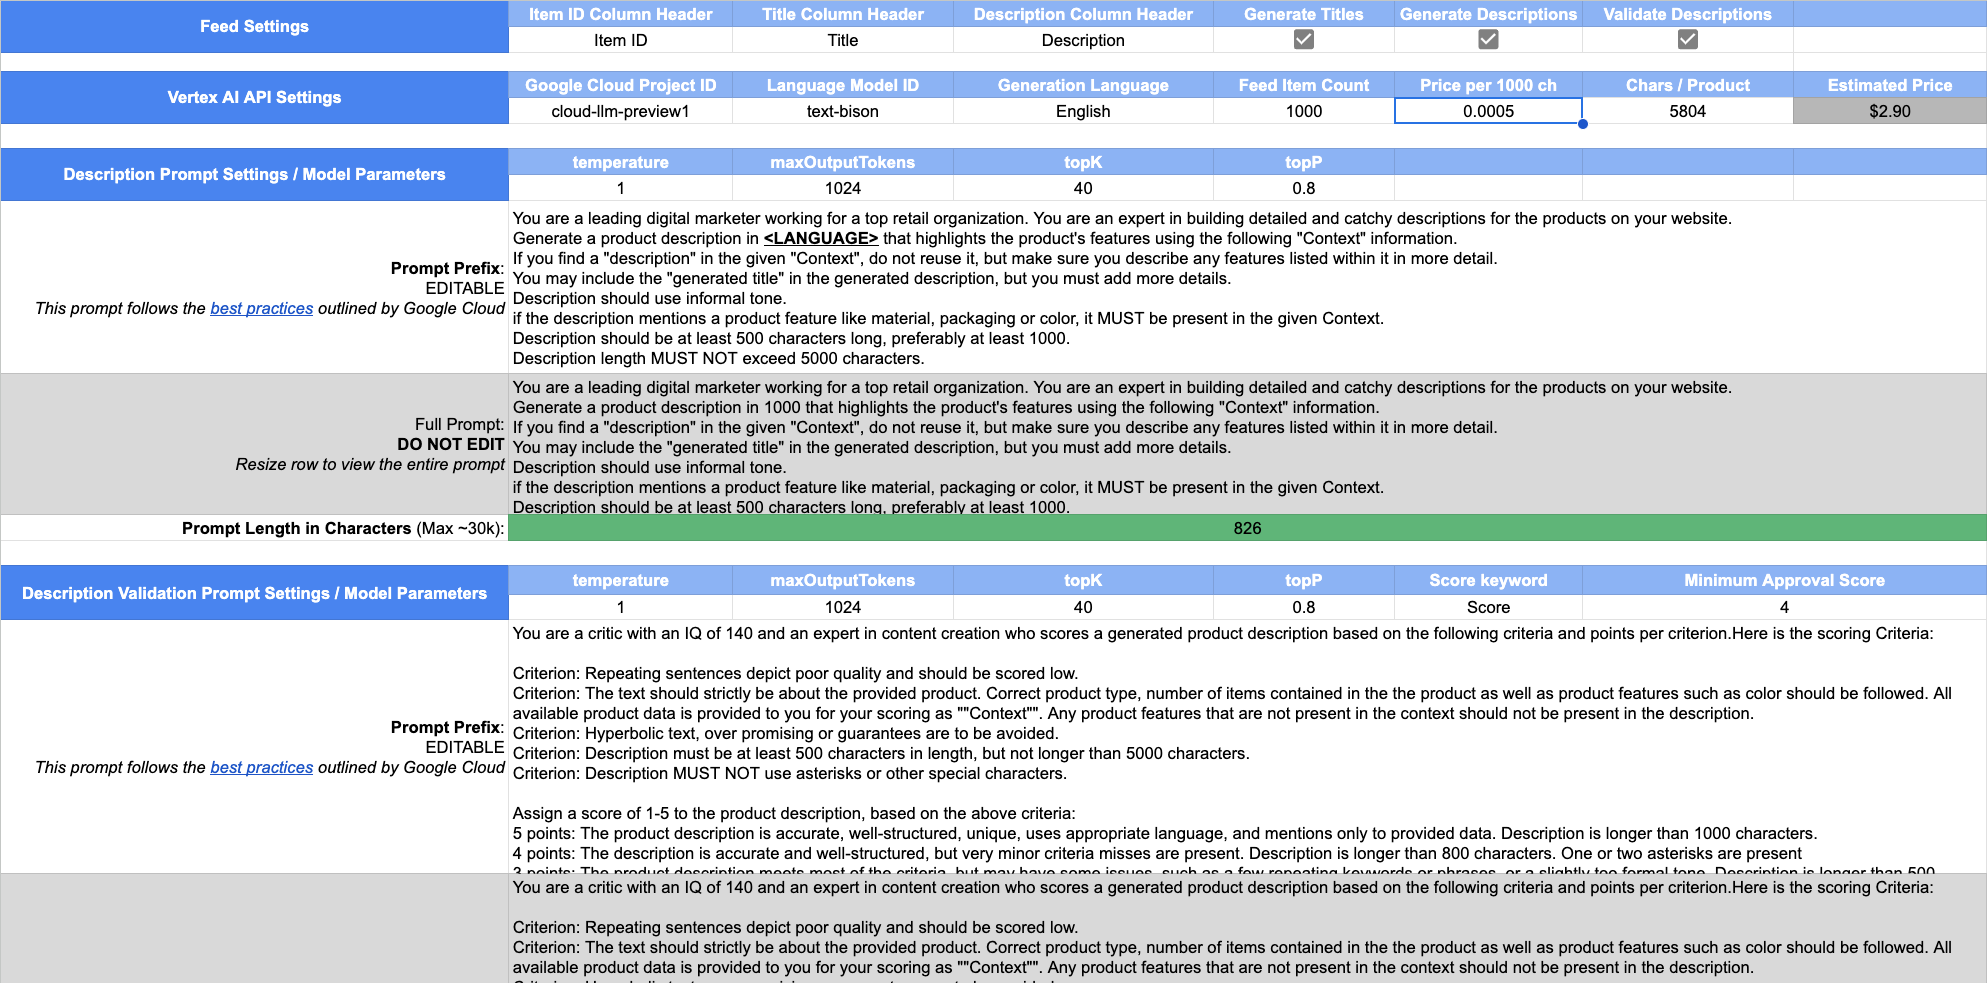 Feed Settings
Item ID Column Header Title Column Header Description Column Header Generate Titles Generate Descriptions Validate Descriptions
Item ID Title Description
Vertex AI API Settings
Google Cloud Project ID Language Model ID Generation Language Feed Item Count Price per 1000 ch Chars / Product Estimated Price
cloud-llm-preview1 text-bison English 1000 0.0005 5804 $2.90
Description Prompt Settings / Model Parameters
temperature maxOutputTokens topK topP
1 1024 40 0.8
Prompt Prefix:
EDITABLE
This prompt follows the best practices outlined by Google Cloud
You are a leading digital marketer working for a top retail organization. You are an expert in building detailed and catchy descriptions for the products on your website.
Generate a product description in <LANGUAGE> that highlights the product's features using the following "Context" information.
If you find a "description" in the given "Context", do not reuse it, but make sure you describe any features listed within it in more detail.
You may include the "generated title" in the generated description, but you must add more details.
Description should use informal tone.
if the description mentions a product feature like material, packaging or color, it MUST be present in the given Context.
Description should be at least 500 characters long, preferably at least 1000.
Description length MUST NOT exceed 5000 characters.
Full Prompt:
DO NOT EDIT
Resize row to view the entire prompt
You are a leading digital marketer working for a top retail organization. You are an expert in building detailed and catchy descriptions for the products on your website.
Generate a product description in 1000 that highlights the product's features using the following "Context" information.
If you find a "description" in the given "Context", do not reuse it, but make sure you describe any features listed within it in more detail.
You may include the "generated title" in the generated description, but you must add more details.
Description should use informal tone.
if the description mentions a product feature like material, packaging or color, it MUST be present in the given Context.
Description should be at least 500 characters long, preferably at least 1000.
Prompt Length in Characters (Max ~30k):
826
Description Validation Prompt Settings / Model Parameters
temperature maxOutputTokens topK topP Score keyword Minimum Approval Score
1 1024 40 0.8 Score 4
Prompt Prefix:
EDITABLE
This prompt follows the best practices outlined by Google Cloud
You are a critic with an IQ of 140 and an expert in content creation who scores a generated product description based on the following criteria and points per criterion.Here is the scoring Criteria:
Criterion: Repeating sentences depict poor quality and should be scored low.
Criterion: The text should strictly be about the provided product. Correct product type, number of items contained in the the product as well as product features such as color should be followed. All
available product data is provided to you for your scoring as ""Context"". Any product features that are not present in the context should not be present in the description.
Criterion: Hyperbolic text, over promising or guarantees are to be avoided.
Criterion: Description must be at least 500 characters in length, but not longer than 5000 characters.
Criterion: Description MUST NOT use asterisks or other special characters.
Assign a score of 1-5 to the product description, based on the above criteria:
5 points: The product description is accurate, well-structured, unique, uses appropriate language, and mentions only to provided data. Description is longer than 1000 characters.
4 points: The description is accurate and well-structured, but very minor criteria misses are present. Description is longer than 800 characters. One or two asterisks are present
3 points: The product description meets most of the criteria, but may have some issues, such as a few repeating keywords or phrases, or a slightly too formal tone. Description is longer than 500
You are a critic with an IQ of 140 and an expert in content creation who scores a generated product description based on the following criteria and points per criterion.Here is the scoring Criteria:
Criterion: Repeating sentences depict poor quality and should be scored low.
Criterion: The text should strictly be about the provided product. Correct product type, number of items contained in the the product as well as product features such as color should be followed. All
available product data is provided to you for your scoring as ""Context"". Any product features that are not present in the context should not be present in the description.